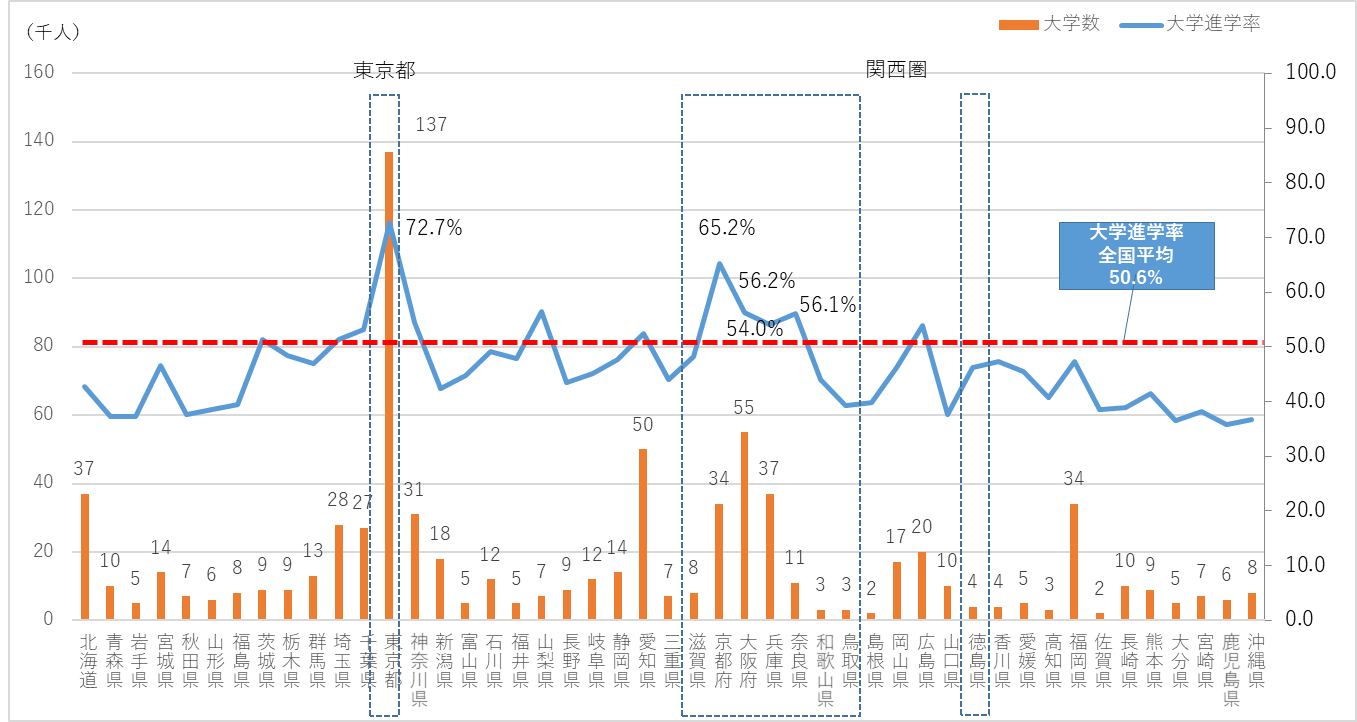 （千人）
大学数
大学進学率
東京都
関西圏
160
140
120
100
80
60
40
20
0
100.0
90.0
80.0
70.0
60.0
50.0
40.0
30.0
20.0
10.0
0.0
大学進学率
全国平均
50.6%
72.7%
65.2%
56.2%
54.0%
56.1%
37
10
5
14
7
6
8
9
9
13
28
27
137
31
18
5
12
5
7
9
12
14
50
7
8
34
55
37
11
3
3
2
17
20
10
4
4
5
3
34
2
10
9
5
7
6
8
北海道
青森県
岩手県
宮城県
秋田県
山形県
福島県
茨城県
栃木県
群馬県
埼玉県
千葉県
東京都
神奈川県
新潟県
富山県
石川県
福井県
山梨県
長野県
岐阜県
静岡県
愛知県
三重県
滋賀県
京都府
大阪府
兵庫県
奈良県
和歌山県
鳥取県
島根県
岡山県
広島県
山口県
徳島県
香川県
愛媛県
高知県
福岡県
佐賀県
長崎県
熊本県
大分県
宮崎県
鹿児島県
沖縄県